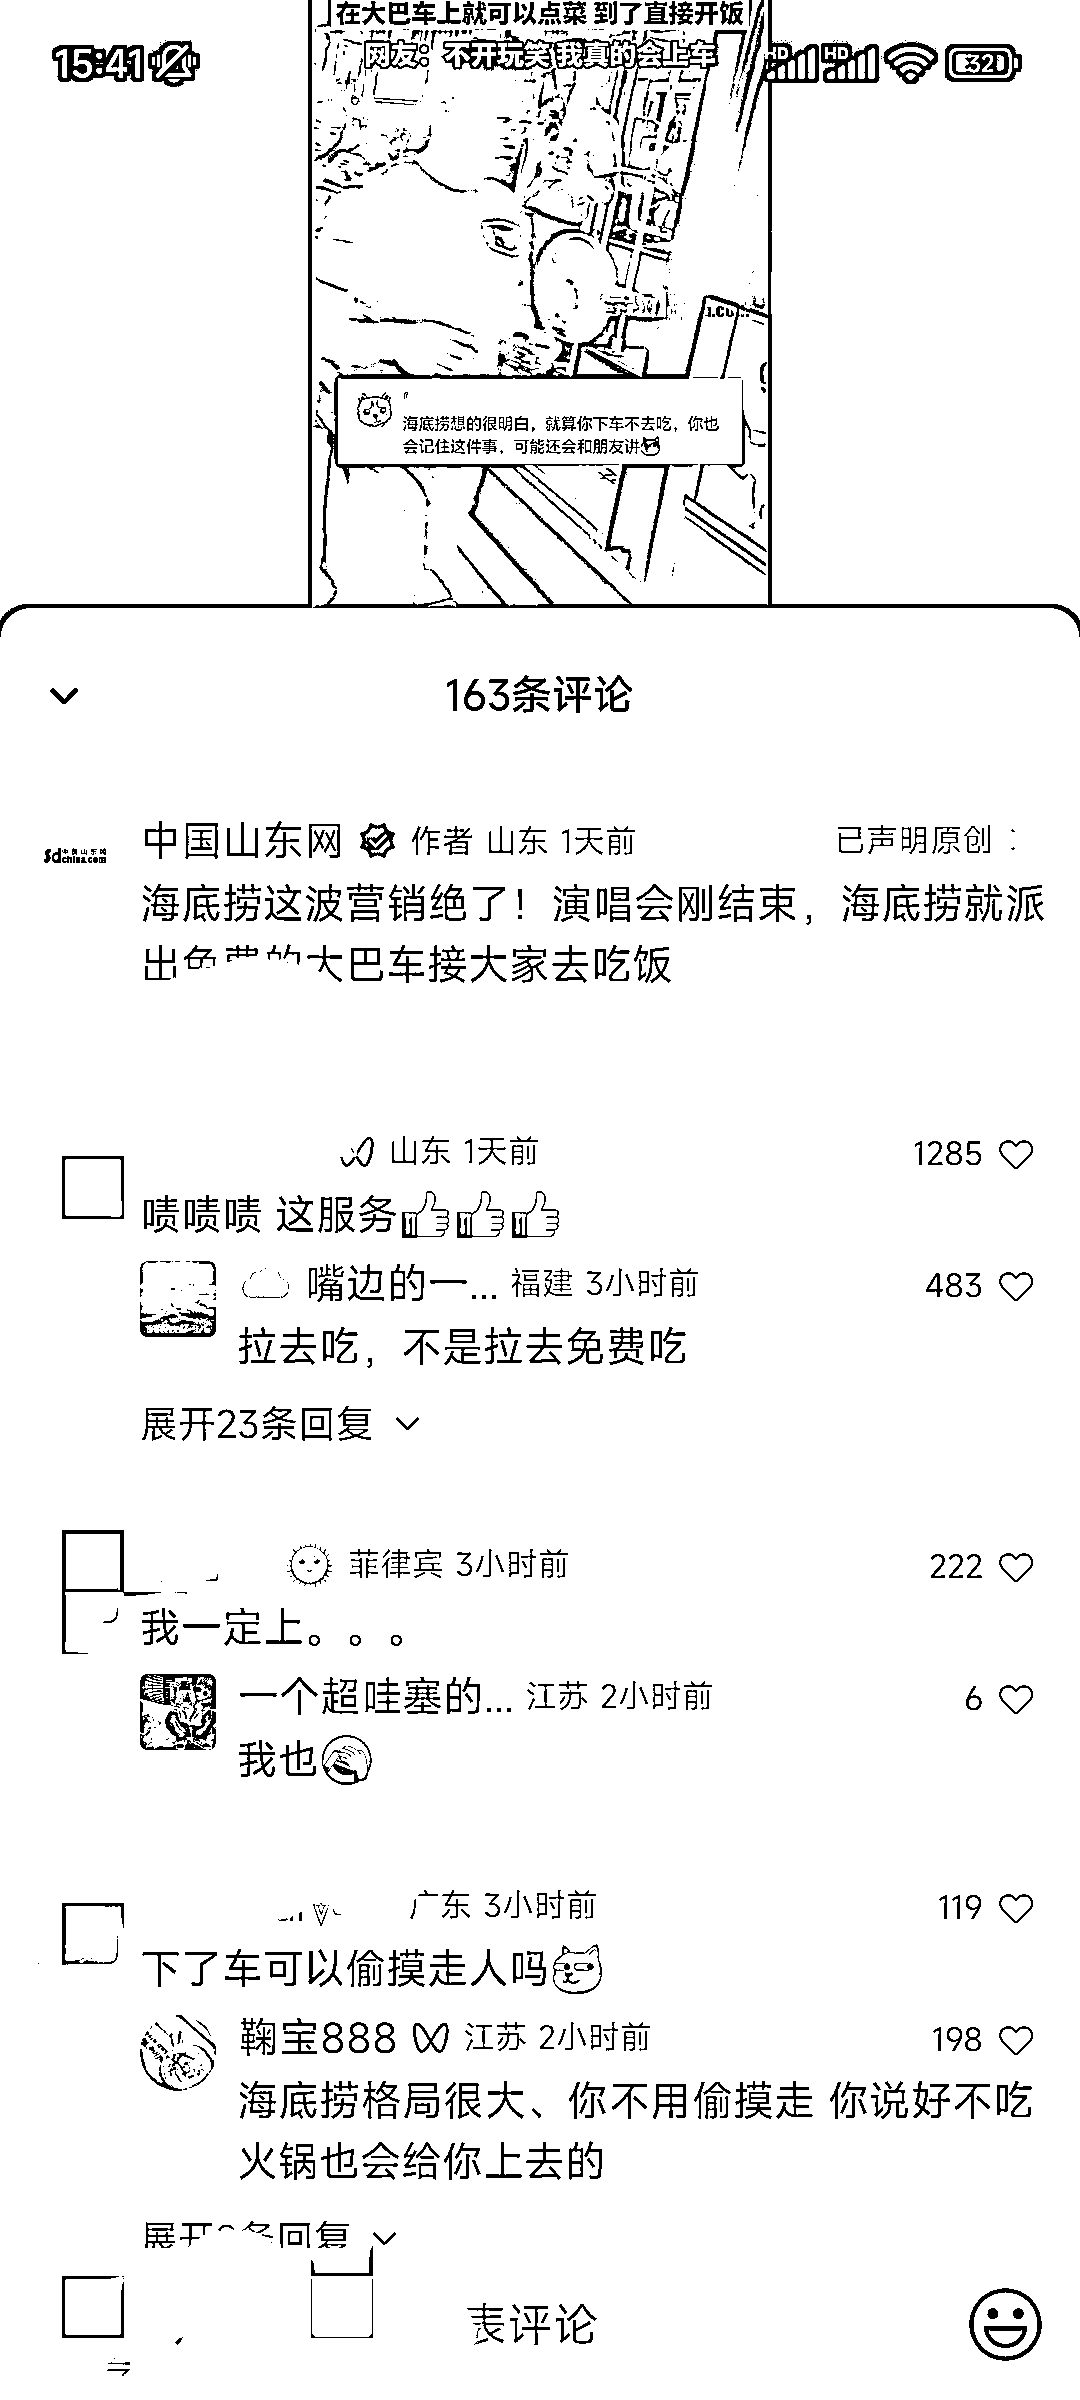 在大巴车上就可以点菜 到了直接开饭
网友：不开玩笑 我真的会上车
15:41
HD HD 32
海底捞想的很明白，就算你下车不去吃，你也
会记住这件事，可能还会和朋友讲
163条评论
中国山东网 作者 山东 1天前 已声明原创
海底捞这波营销绝了！演唱会刚结束，海底捞就派
出免费的大巴车接大家去吃饭
山东 1天前 1285
啧啧啧 这服务
嘴边的一... 福建 3小时前 483
拉去吃，不是拉去免费吃
展开23条回复
菲律宾 3小时前 222
我一定上。。。
一个超哇塞的... 江苏 2小时前 6
我也
广东 3小时前 119
下了车可以偷摸走人吗
鞠宝888 江苏 2小时前 198
海底捞格局很大、你不用偷摸走 你说好不吃
火锅也会给你上去的
条回复
表评论